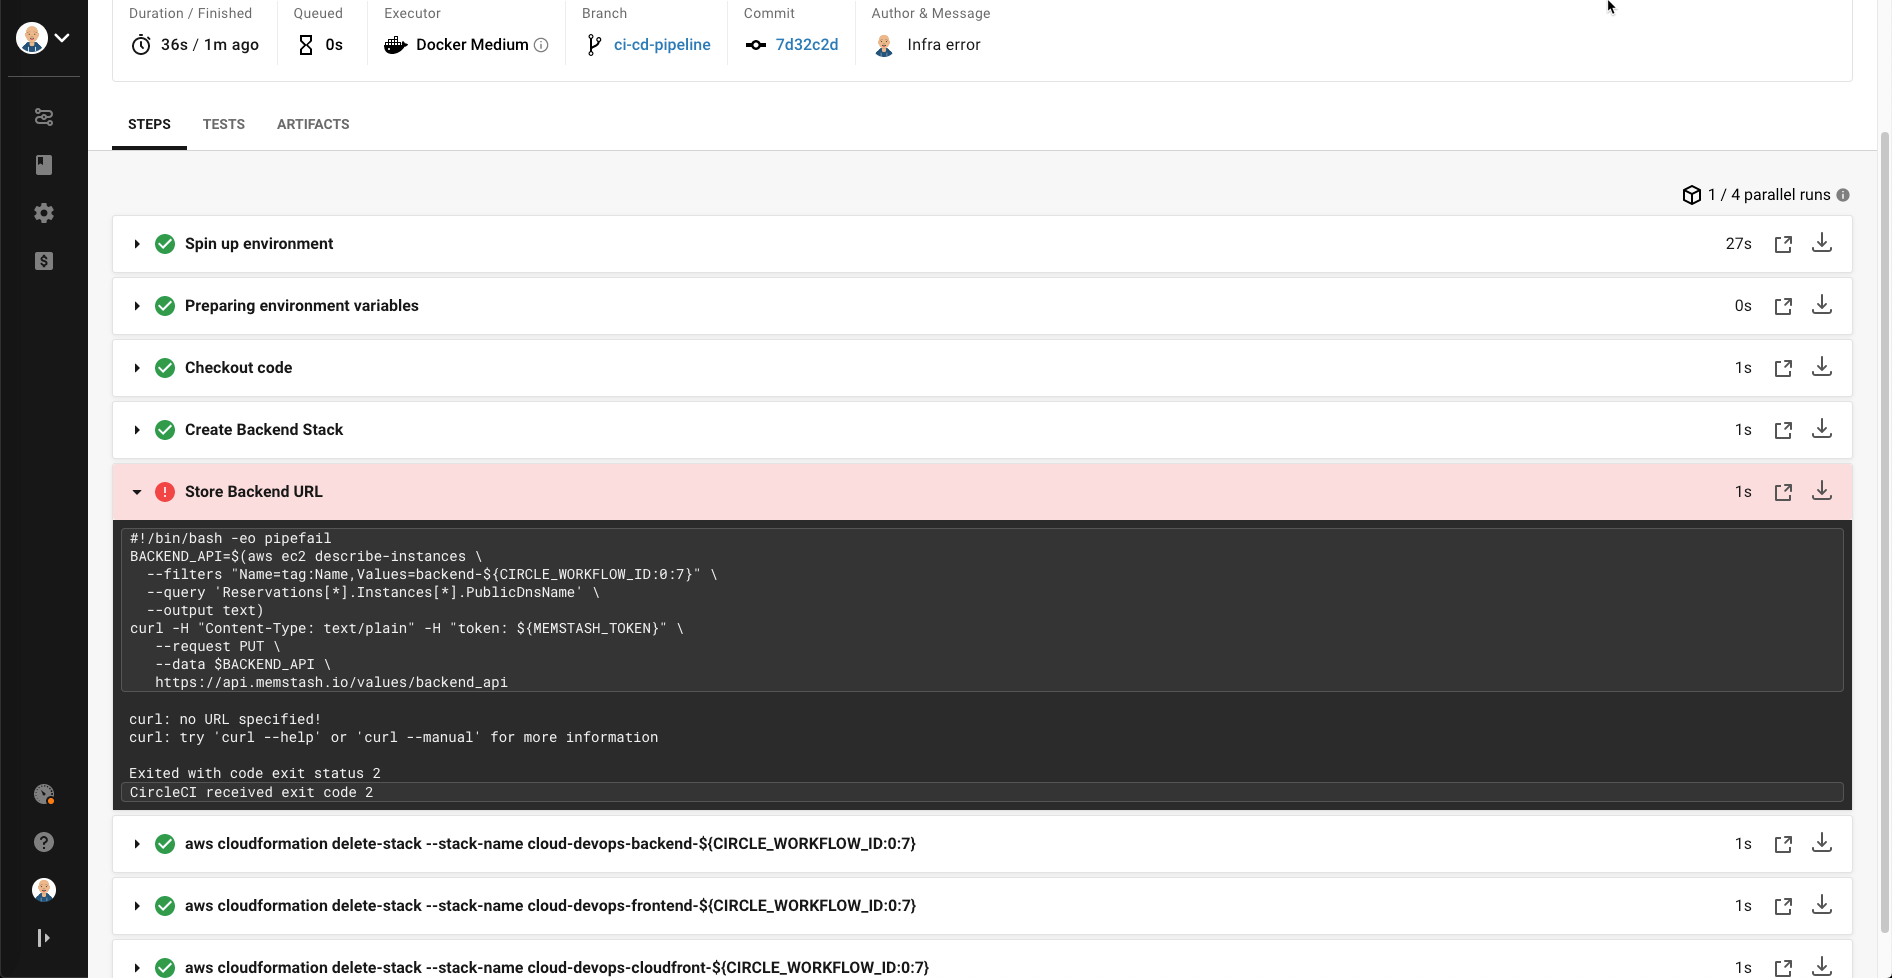 Duration / Finished
36s / 1m ago
Queued
0s
Executor
Docker Medium
Branch
ci-cd-pipeline
Commit
7d32c2d
Author & Message
Infra error
STEPS
TESTS
ARTIFACTS
1 / 4 parallel runs
Spin up environment
27s
Preparing environment variables
0s
Checkout code
1s
Create Backend Stack
1s
Store Backend URL
1s
#!/bin/bash -eo pipefail
BACKEND_API=$(aws ec2 describe-instances \
  --filters "Name=tag:Name,Values=backend-${CIRCLE_WORKFLOW_ID:0:7}" \
  --query 'Reservations[*].Instances[*].PublicDnsName' \
  --output text)
curl -H "Content-Type: text/plain" -H "token: ${MEMSTASH_TOKEN}" \
   --request PUT \
   --data $BACKEND_API \
   https://api.memstash.io/values/backend_api
curl: no URL specified!
curl: try 'curl --help' or 'curl --manual' for more information
Exited with code exit status 2
CircleCI received exit code 2
aws cloudformation delete-stack --stack-name cloud-devops-backend-${CIRCLE_WORKFLOW_ID:0:7}
1s
aws cloudformation delete-stack --stack-name cloud-devops-frontend-${CIRCLE_WORKFLOW_ID:0:7}
1s
aws cloudformation delete-stack --stack-name cloud-devops-cloudfront-${CIRCLE_WORKFLOW_ID:0:7}
1s